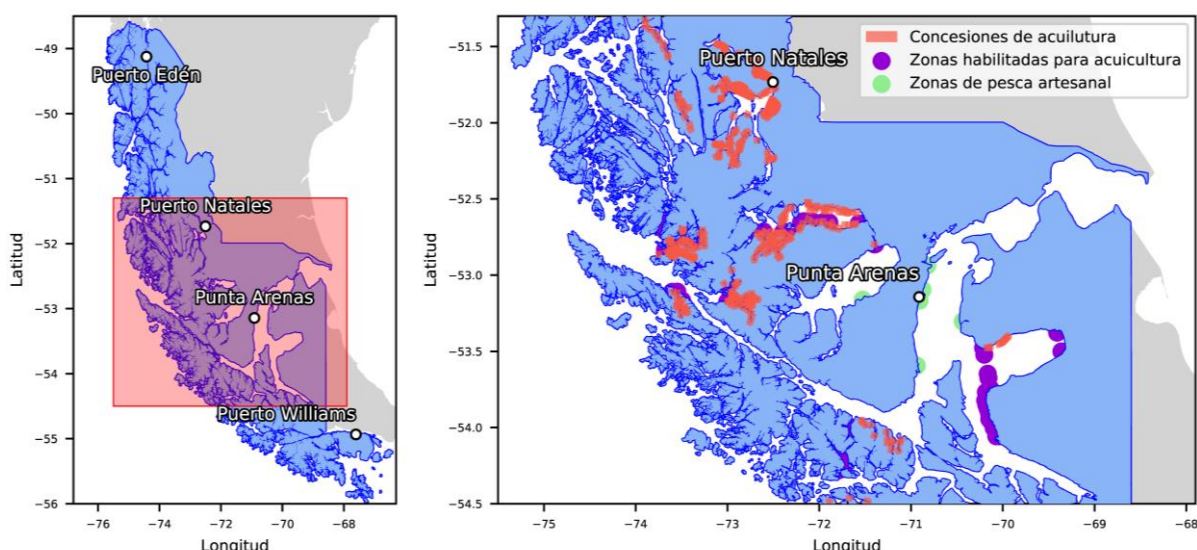 −49
−50
−51
−52
−53
−54
−55
−56
Latitud
−76
−74
−72
−70
−68
Longitud
Puerto Edén
Puerto Natales
Punta Arenas
Puerto Williams
−51.5
−52.0
−52.5
−53.0
−53.5
−54.0
−54.5
Latitud
−75
−74
−73
−72
−71
−70
−69
−68
Longitud
Puerto Natales
Punta Arenas
Concesiones de acuilutura
Zonas habilitadas para acuicultura
Zonas de pesca artesanal